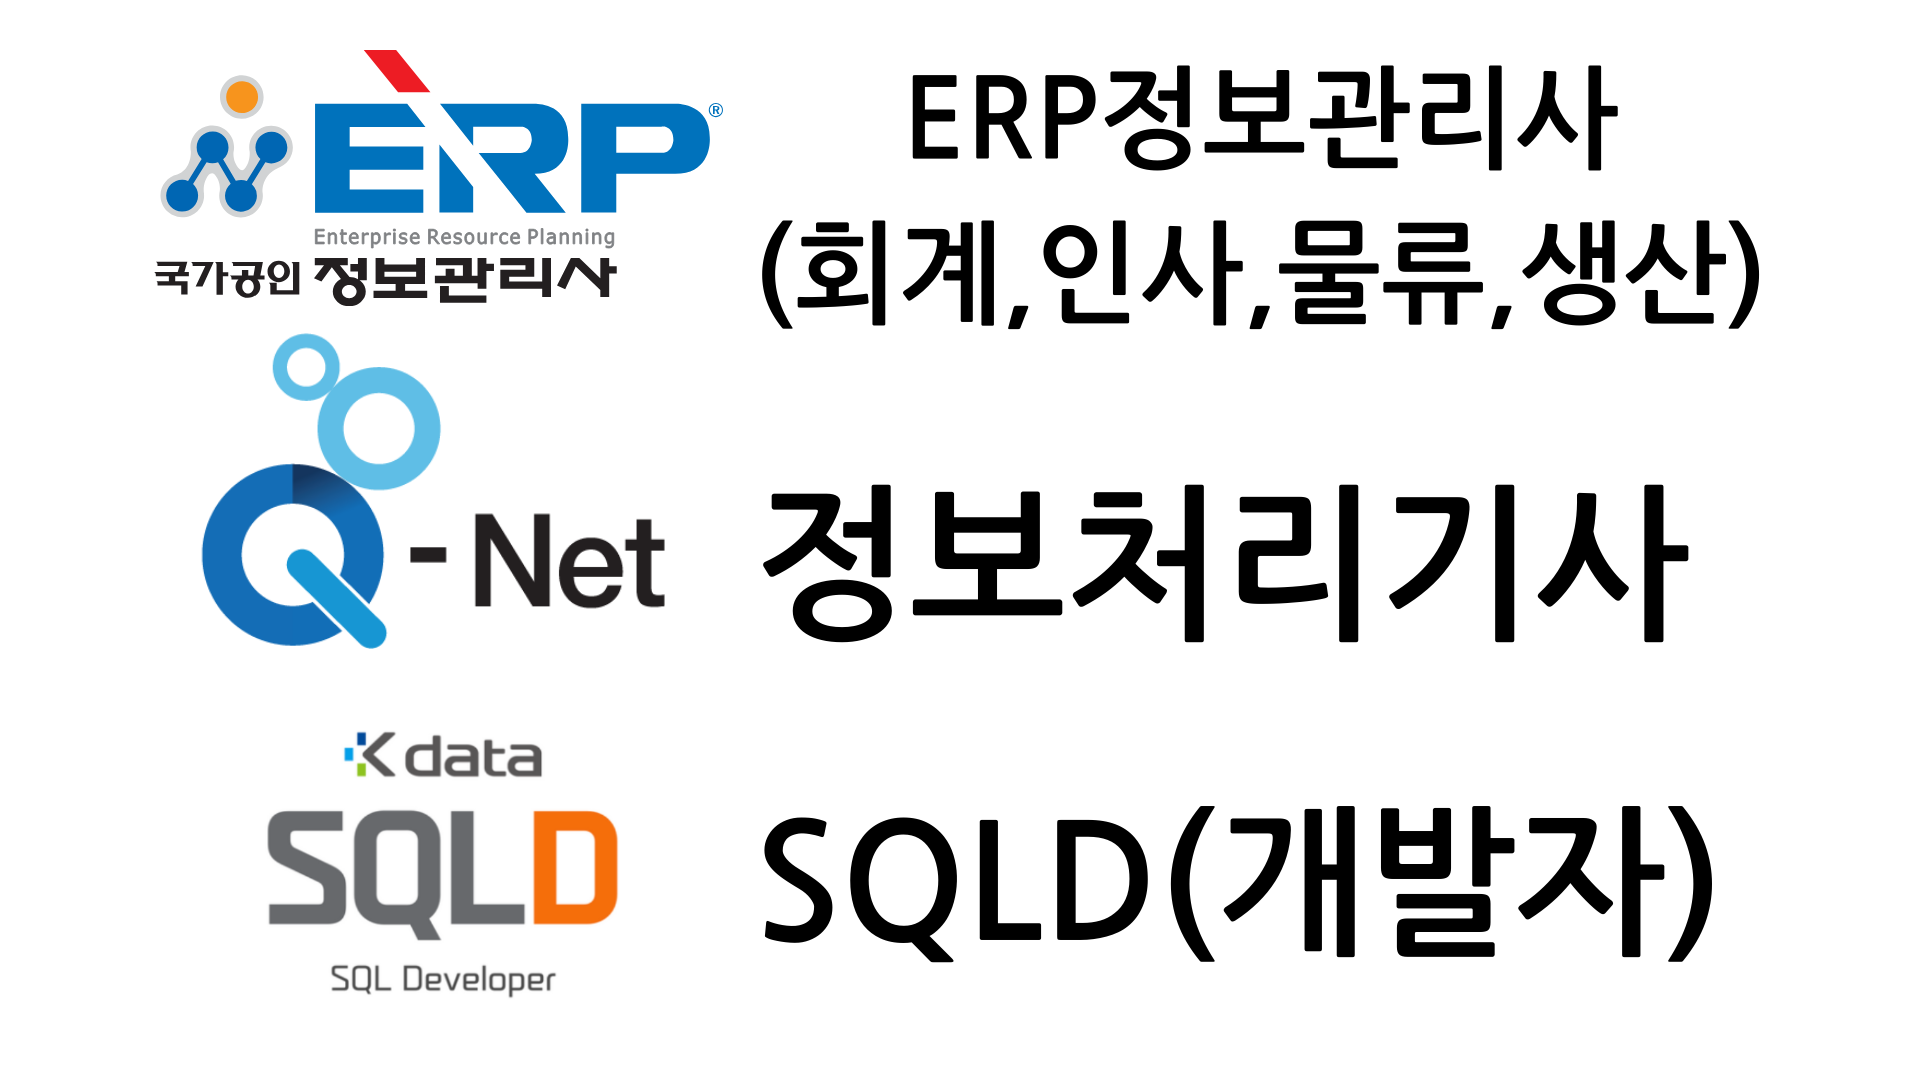 ERP®
Enterprise Resource Planning
국가공인 정보관리사
ERP정보관리사
(회계,인사,물류,생산)
Q-Net
정보처리기사
K data
SQLD
SQL Developer
SQLD(개발자)